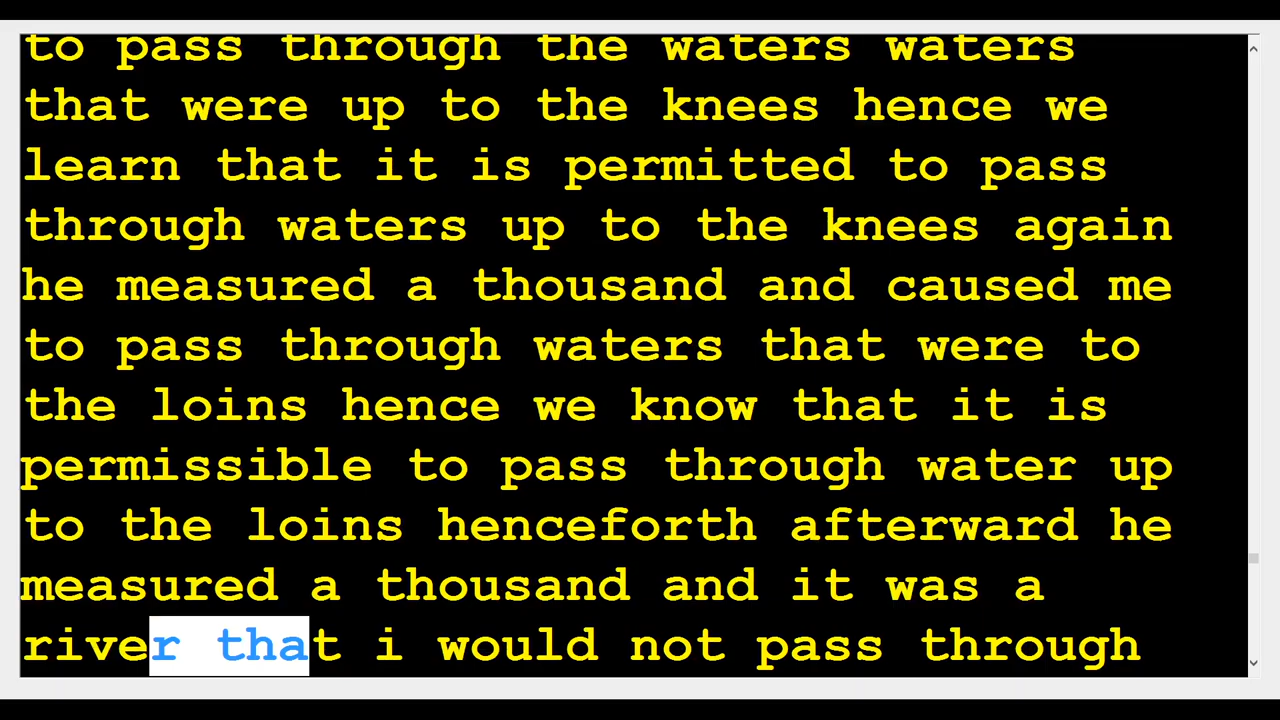 to pass through the waters waters
that were up to the knees hence we
learn that it is permitted to pass
through waters up to the knees again
he measured a thousand and caused me
to pass through waters that were to
the loins hence we know that it is
permissible to pass through water up
to the loins henceforth afterward he
measured a thousand and it was a
river that i would not pass through